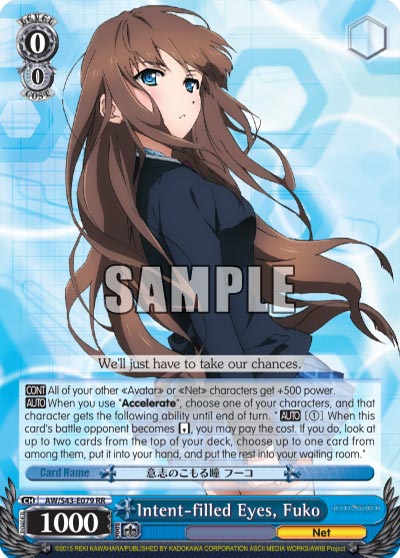 LEVEL
0
0
COST
SAMPLE
We'll just have to take our chances.
CONT All of your other «Avatar» or «Net» characters get +500 power.
AUTO When you use "Accelerate", choose one of your characters, and that
character gets the following ability until end of turn. " AUTO [①] When this
card's battle opponent becomes [ ], you may pay the cost. If you do, look at
up to two cards from the top of your deck, choose up to one card from
among them, put it into your hand, and put the rest into your waiting room."
Card Name 意志のこもる瞳 フーコ
CH AW/S43-E079 RR
1000
Intent-filled Eyes, Fuko
Net
©2015 REKI KAWAHARA/PUBLISHED BY KADOKAWA CORPORATION ASCII MEDIA WORKS/AWIB Project